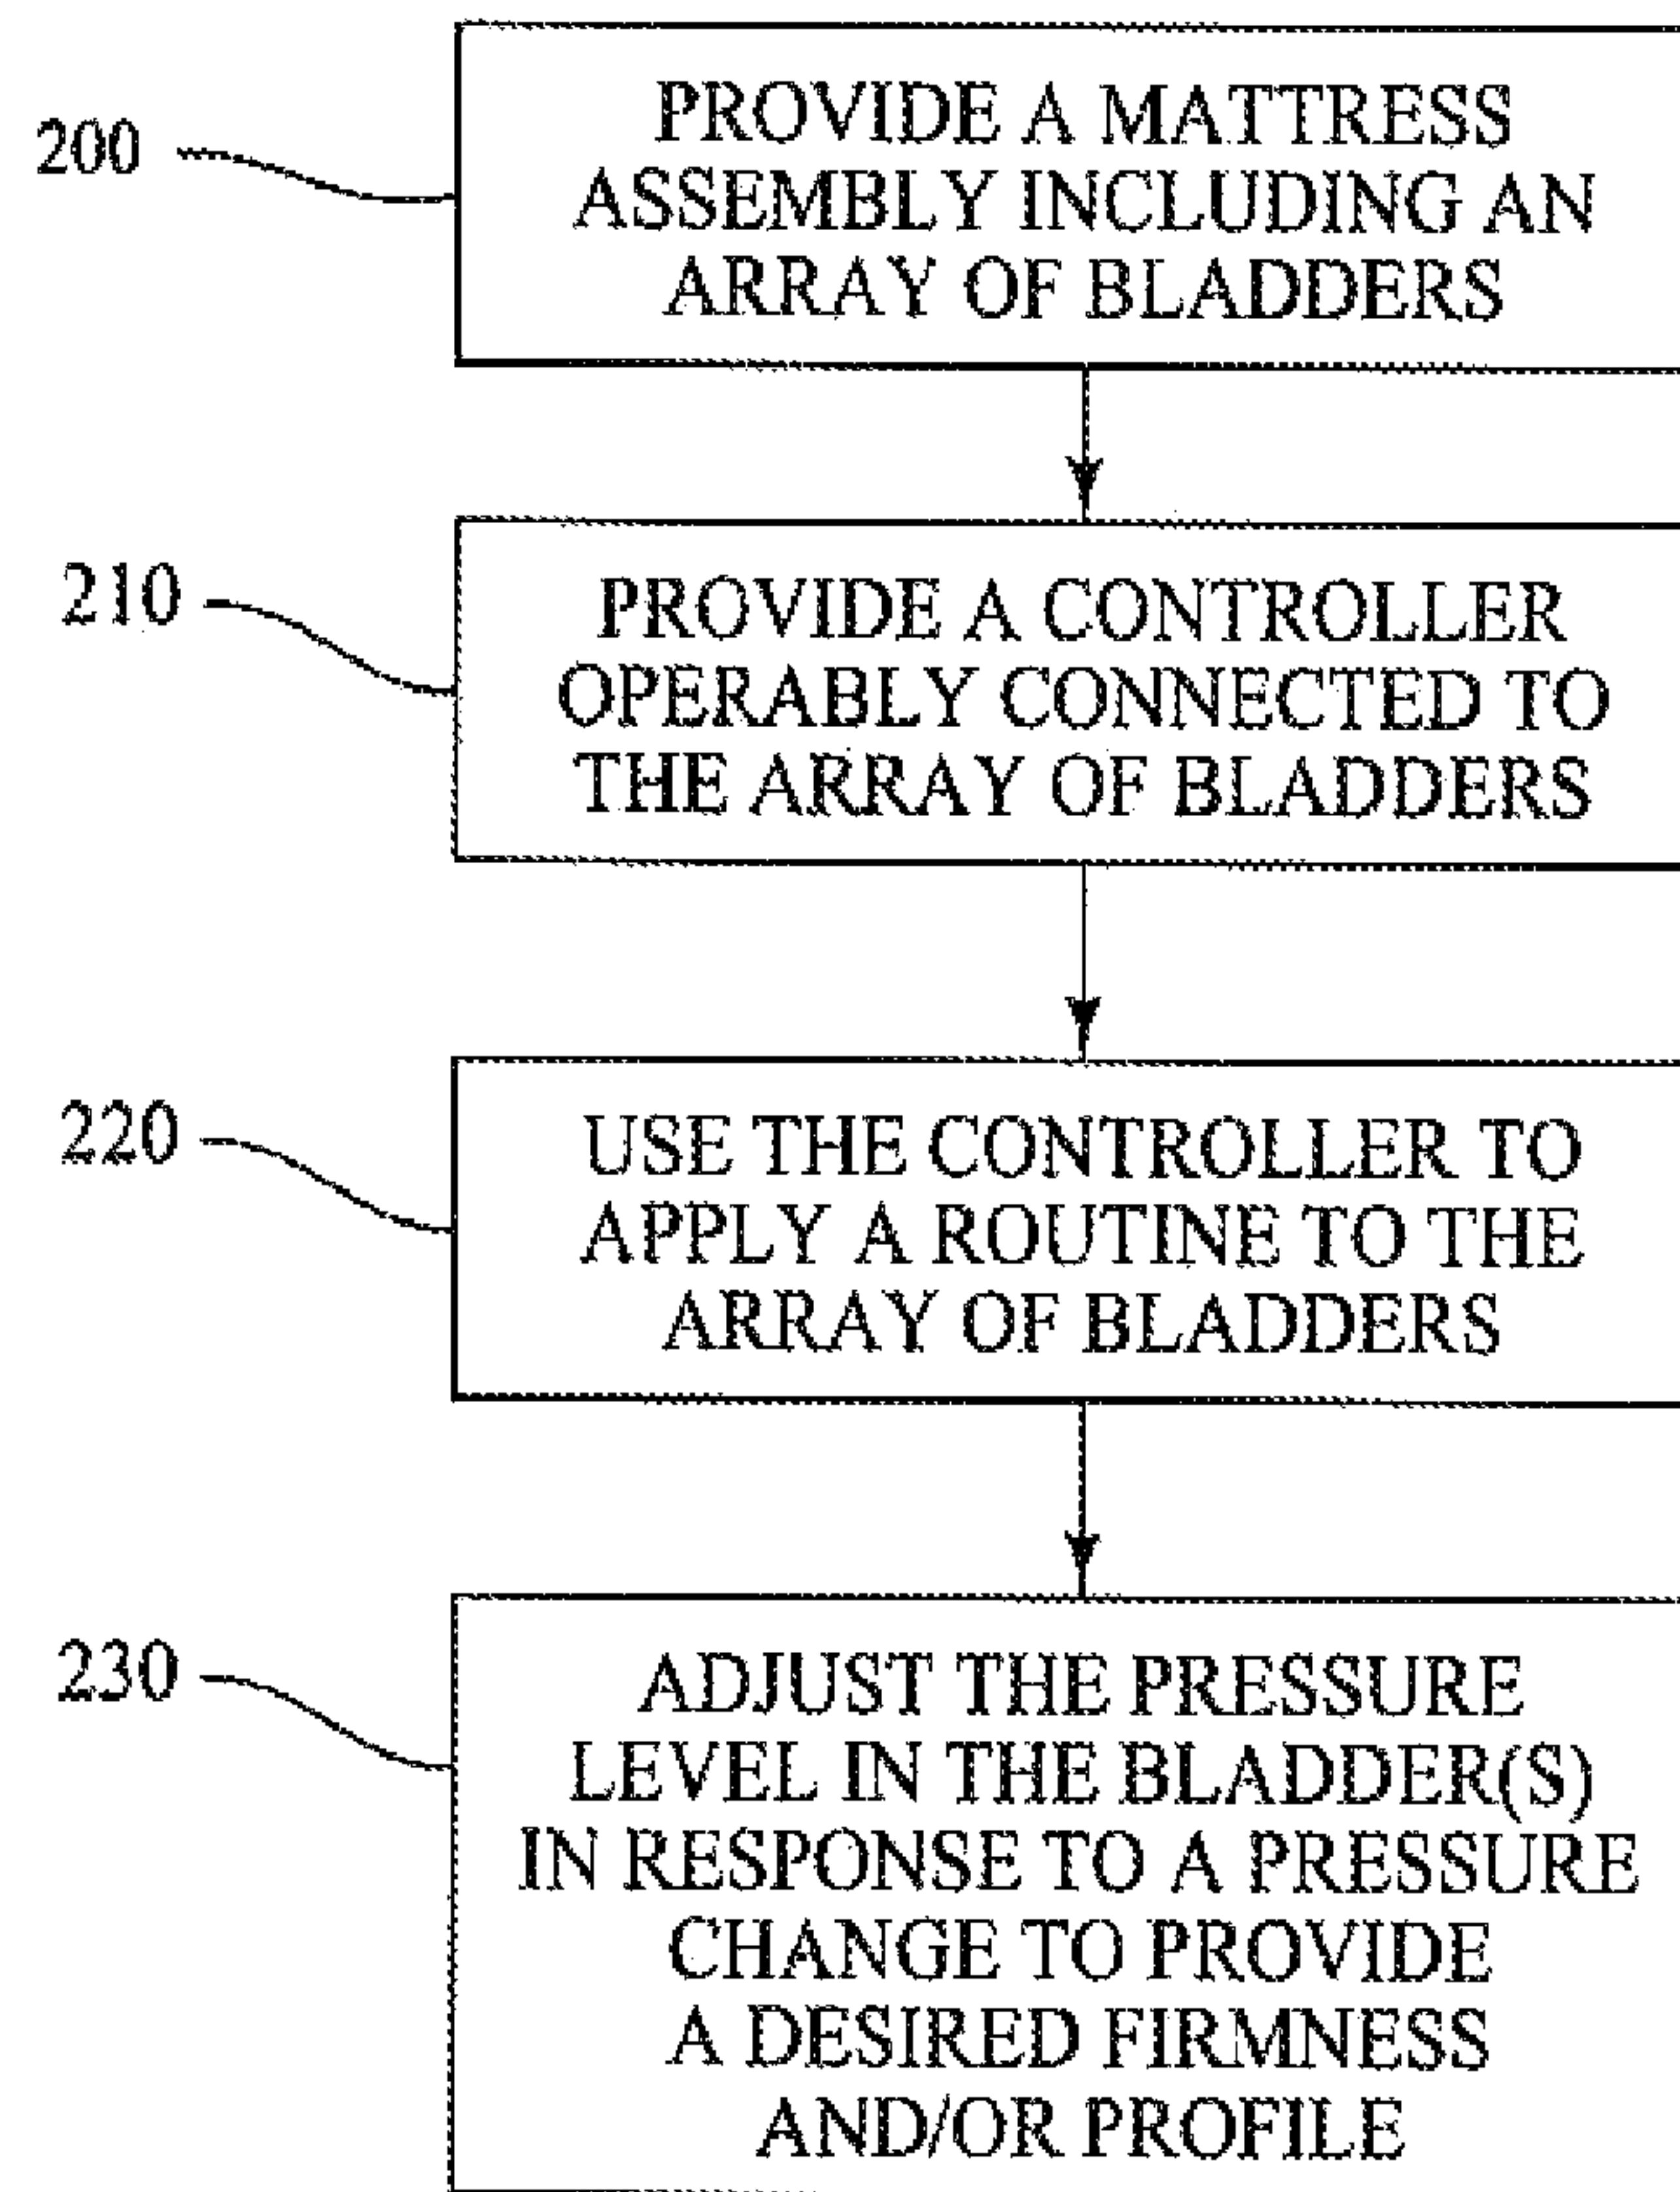 200
PROVIDE A MATTRESS
ASSEMBLY INCLUDING AN
ARRAY OF BLADDERS
210
PROVIDE A CONTROLLER
OPERABLY CONNECTED TO
THE ARRAY OF BLADDERS
220
USE THE CONTROLLER TO
APPLY A ROUTINE TO THE
ARRAY OF BLADDERS
230
ADJUST THE PRESSURE
LEVEL IN THE BLADDER(S)
IN RESPONSE TO A PRESSURE
CHANGE TO PROVIDE
A DESIRED FIRMNESS
AND/OR PROFILE